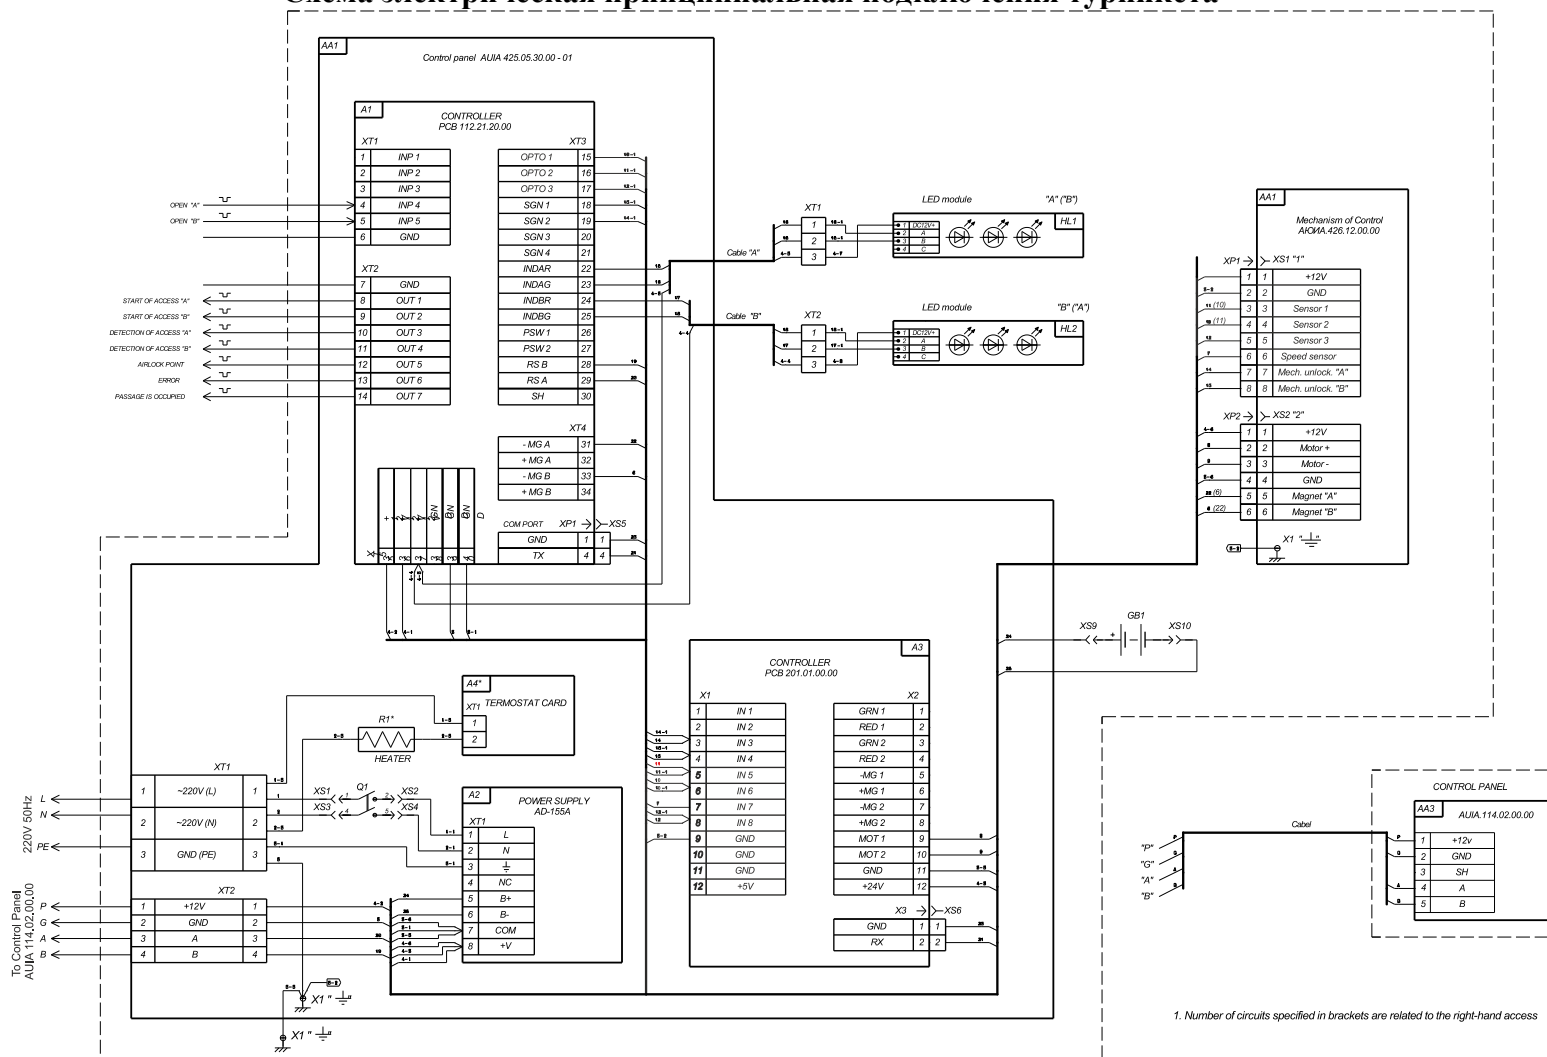 Схема электрическая принципиальная подключения турникета
AA1
Control panel AUIA 425.05.30.00 - 01
A1
CONTROLLER
PCB 112.21.20.00
XT1
1 INP 1
2 INP 2
3 INP 3
4 INP 4
5 INP 5
6 GND
OPEN "A"
OPEN "B"
XT2
7 GND
8 OUT 1
9 OUT 2
10 OUT 3
11 OUT 4
12 OUT 5
13 OUT 6
14 OUT 7
START OF ACCESS "A"
START OF ACCESS "B"
DETECTION OF ACCESS "A"
DETECTION OF ACCESS "B"
AIRLOCK POINT
ERROR
PASSAGE IS OCCUPIED
XT3
OPTO 1 15
OPTO 2 16
OPTO 3 17
SGN 1 18
SGN 2 19
SGN 3 20
SGN 4 21
INDAR 22
INDAG 23
INDBR 24
INDBG 25
PSW 1 26
PSW 2 27
RS B 28
RS A 29
SH 30
XT4
- MG A 31
+ MG A 32
- MG B 33
+ MG B 34
COM PORT XP1 XS5
GND 1 1
TX 4 4
Cable "A"
Cable "B"
XT1
1
2
3
LED module "A" ("B")
HL1
1 DC12V+
2 A
3 B
4 C
XT2
1
2
3
LED module "B" ("A")
HL2
1 DC12V+
2 A
3 B
4 C
AA1
Mechanism of Control
АЮИА.426.12.00.00
XP1 XS1 "1"
1 1 +12V
2 2 GND
(10) 3 3 Sensor 1
(11) 4 4 Sensor 2
5 5 Sensor 3
6 6 Speed sensor
7 7 Mech. unlock. "A"
8 8 Mech. unlock. "B"
XP2 XS2 "2"
1 1 +12V
2 2 Motor +
3 3 Motor -
4 4 GND
(6) 5 5 Magnet "A"
(22) 6 6 Magnet "B"
X1 "⏚"
XS9 + GB1 XS10
A3
CONTROLLER
PCB 201.01.00.00
X1
1 IN 1
2 IN 2
3 IN 3
4 IN 4
5 IN 5
6 IN 6
7 IN 7
8 IN 8
9 GND
10 GND
11 GND
12 +5V
X2
GRN 1 1
RED 1 2
GRN 2 3
RED 2 4
-MG 1 5
+MG 1 6
-MG 2 7
+MG 2 8
MOT 1 9
MOT 2 10
GND 11
+24V 12
X3 XS6
GND 1 1
RX 2 2
A4*
TERMOSTAT CARD
XT1
1
2
R1*
HEATER
220V 50Hz
L
N
PE
XT1
1 ~220V (L) 1
2 ~220V (N) 2
3 GND (PE) 3
XS1 Q1 XS2
XS3 XS4
A2
POWER SUPPLY
AD-155A
XT1
1 L
2 N
3 ⏚
4 NC
5 B+
6 B-
7 COM
8 +V
To Control Panel
AUIA 114.02.00.00
P
G
A
B
XT2
1 +12V 1
2 GND 2
3 A 3
4 B 4
X1 "⏚"
X1 "⏚"
CONTROL PANEL
AA3
AUIA.114.02.00.00
1 +12v
2 GND
3 SH
4 A
5 B
Cabel
"P"
"G"
"A"
"B"
1. Number of circuits specified in brackets are related to the right-hand access